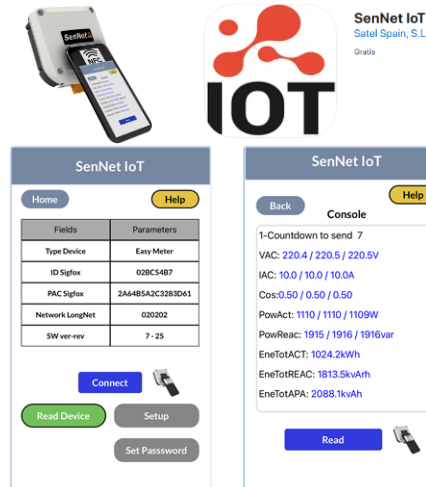 SenNet
NFC
IOT
SenNet IoT
Satel Spain, S.L
Gratis
SenNet IoT
Home
Help
Fields Parameters
Type Device Easy Meter
ID Sigfox 02BC54B7
PAC Sigfox 2A64B5A2C3283D61
Network LongNet 020202
SW ver-rev 7 - 25
Connect
Read Device
Setup
Set Passsword
SenNet IoT
Back
Help
Console
1-Countdown to send 7
VAC: 220.4 / 220.5 / 220.5V
IAC: 10.0 / 10.0 / 10.0A
Cos:0.50 / 0.50 / 0.50
PowAct: 1110 / 1110 / 1109W
PowReac: 1915 / 1916 / 1916var
EneTotACT: 1024.2kWh
EneTotREAC: 1813.5kvArh
EneTotAPA: 2088.1kvAh
Read